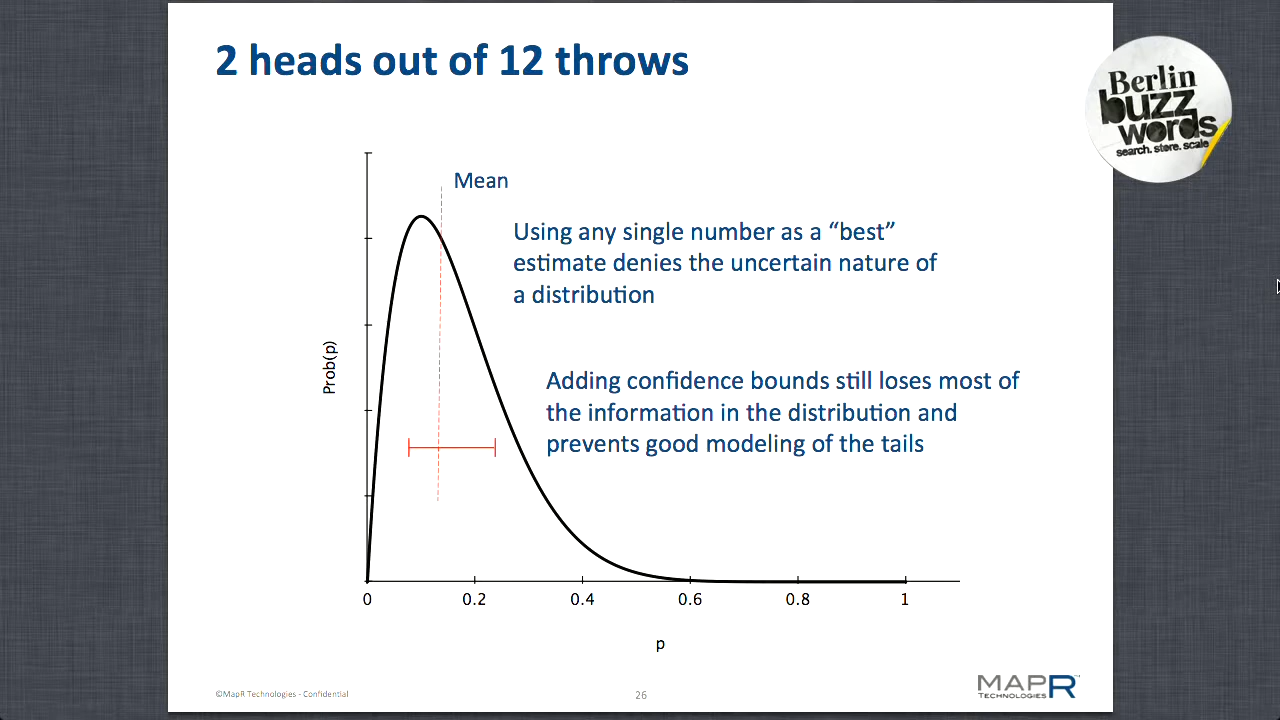 2 heads out of 12 throws
Berlin
buzz
words
search. store. scale
Mean
Using any single number as a “best”
estimate denies the uncertain nature of
a distribution
Adding confidence bounds still loses most of
the information in the distribution and
prevents good modeling of the tails
Prob(p)
0 0.2 0.4 0.6 0.8 1
p
©MapR Technologies - Confidential
26
MAPR™
TECHNOLOGIES